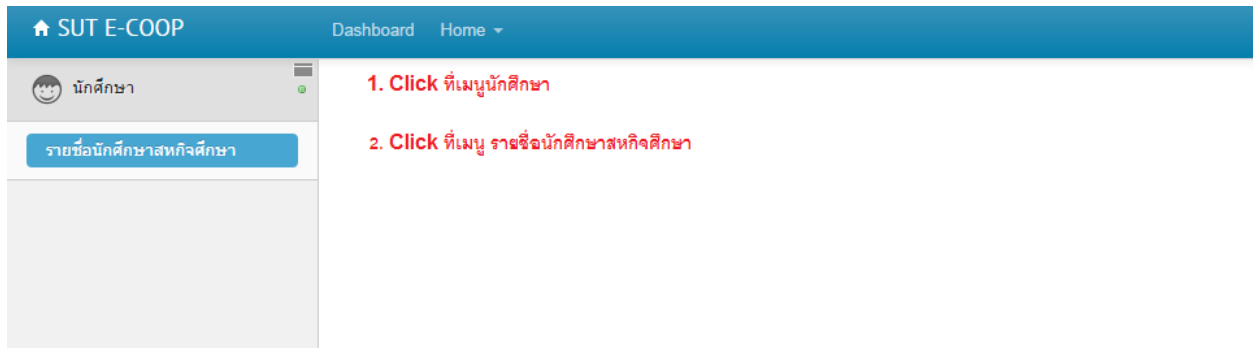 SUT E-COOP
Dashboard Home
นักศึกษา
1. Click ที่เมนูนักศึกษา
รายชื่อนักศึกษาสหกิจศึกษา
2. Click ที่เมนู รายชื่อนักศึกษาสหกิจศึกษา